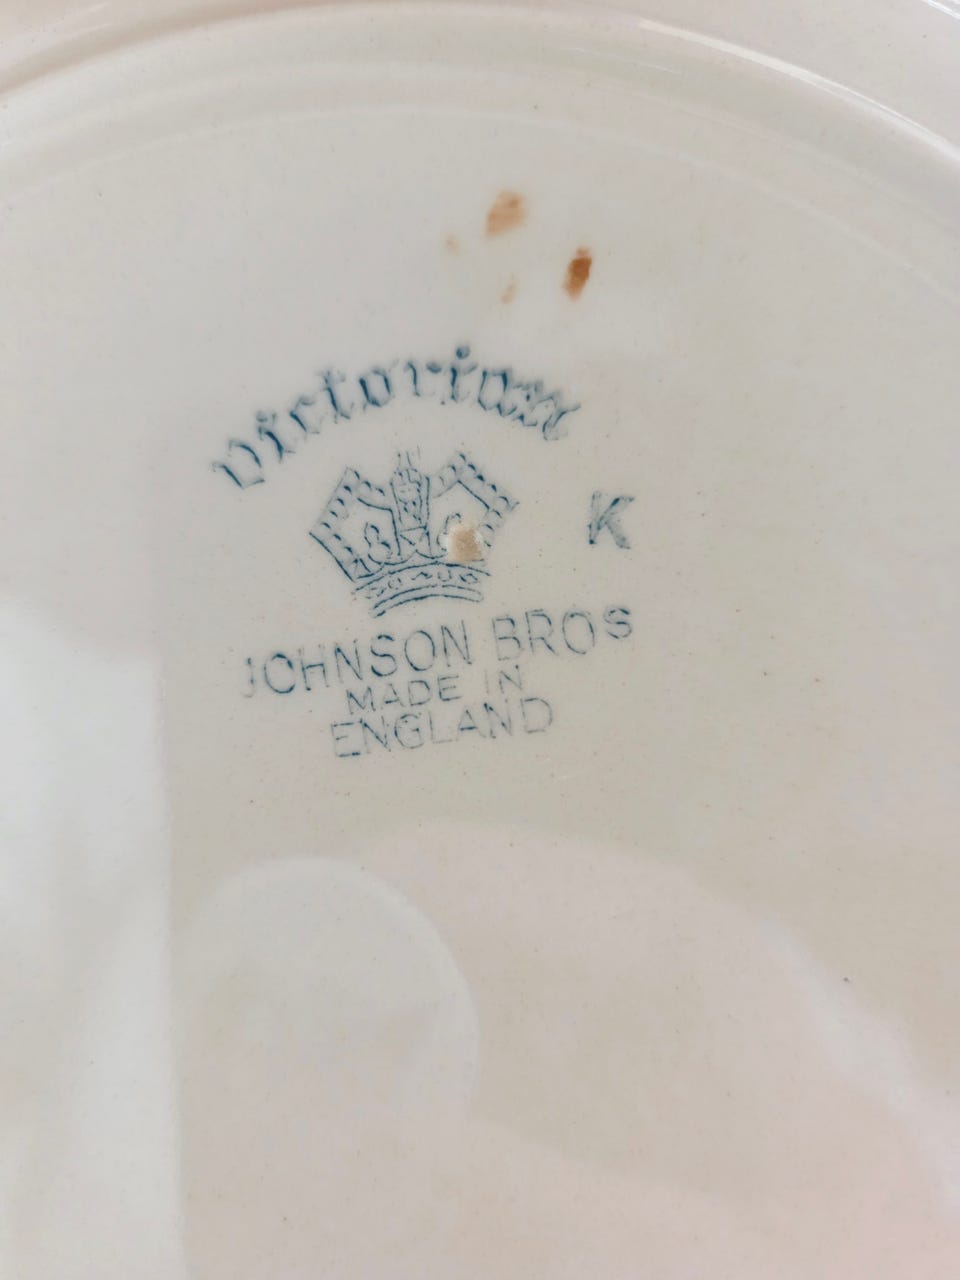 Victorian
K
JOHNSON BROS
MADE IN
ENGLAND